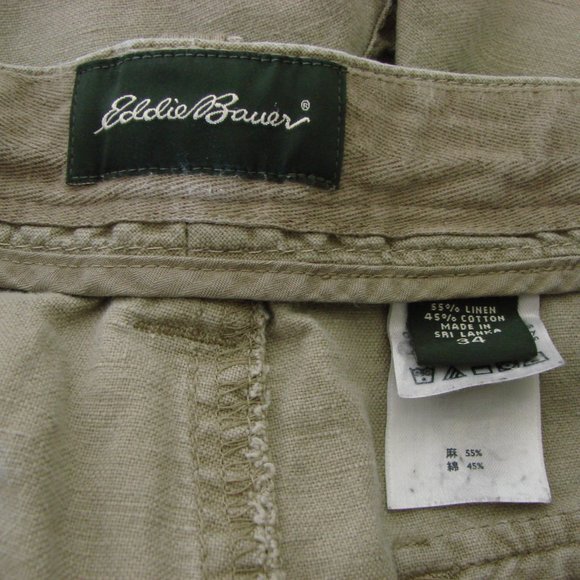 Eddie Bauer®
55% LINEN
45% COTTON
MADE IN
SRI LANKA
34
麻 55%
綿 45%